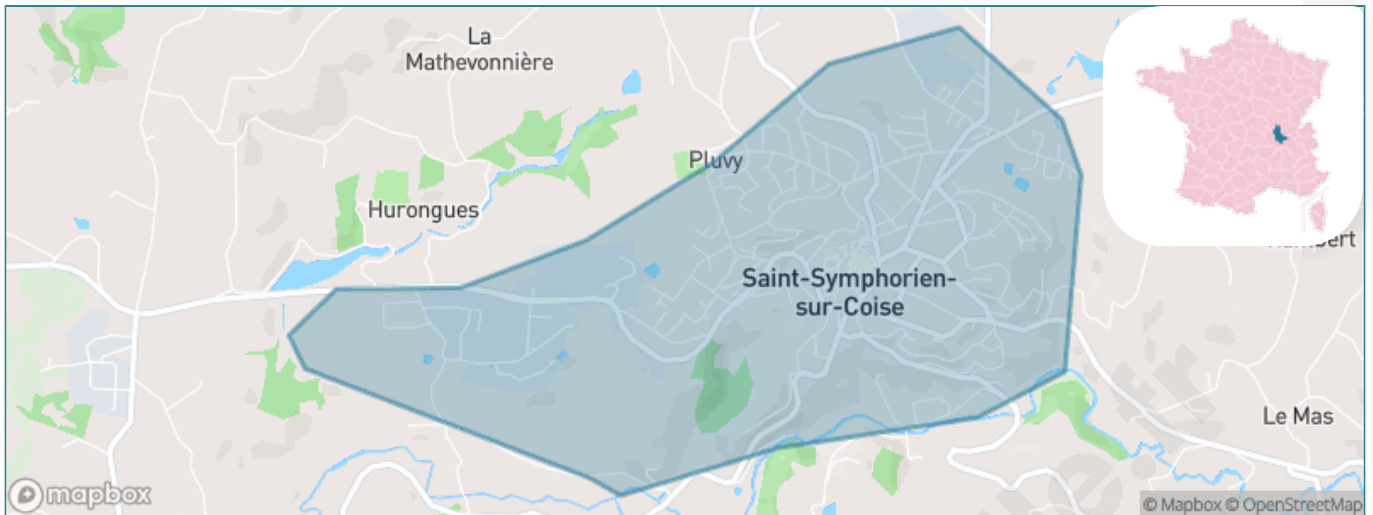 La
Mathevonnière
Pluvy
Hurongues
Saint-Symphorien-
sur-Coise
Le Mas
mapbox
© Mapbox © OpenStreetMap